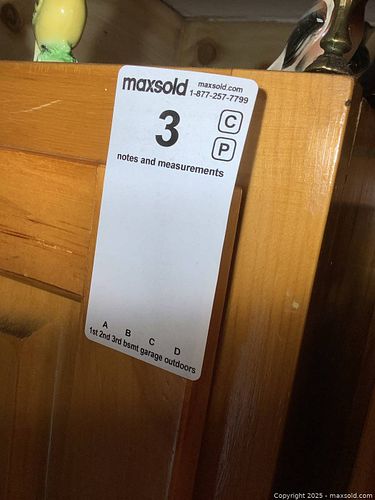 maxsold
maxsold.com
1-877-257-7799
3
C
P
notes and measurements
A B C D
1st 2nd 3rd bsmt garage outdoors
Copyright 2025 - maxsold.com